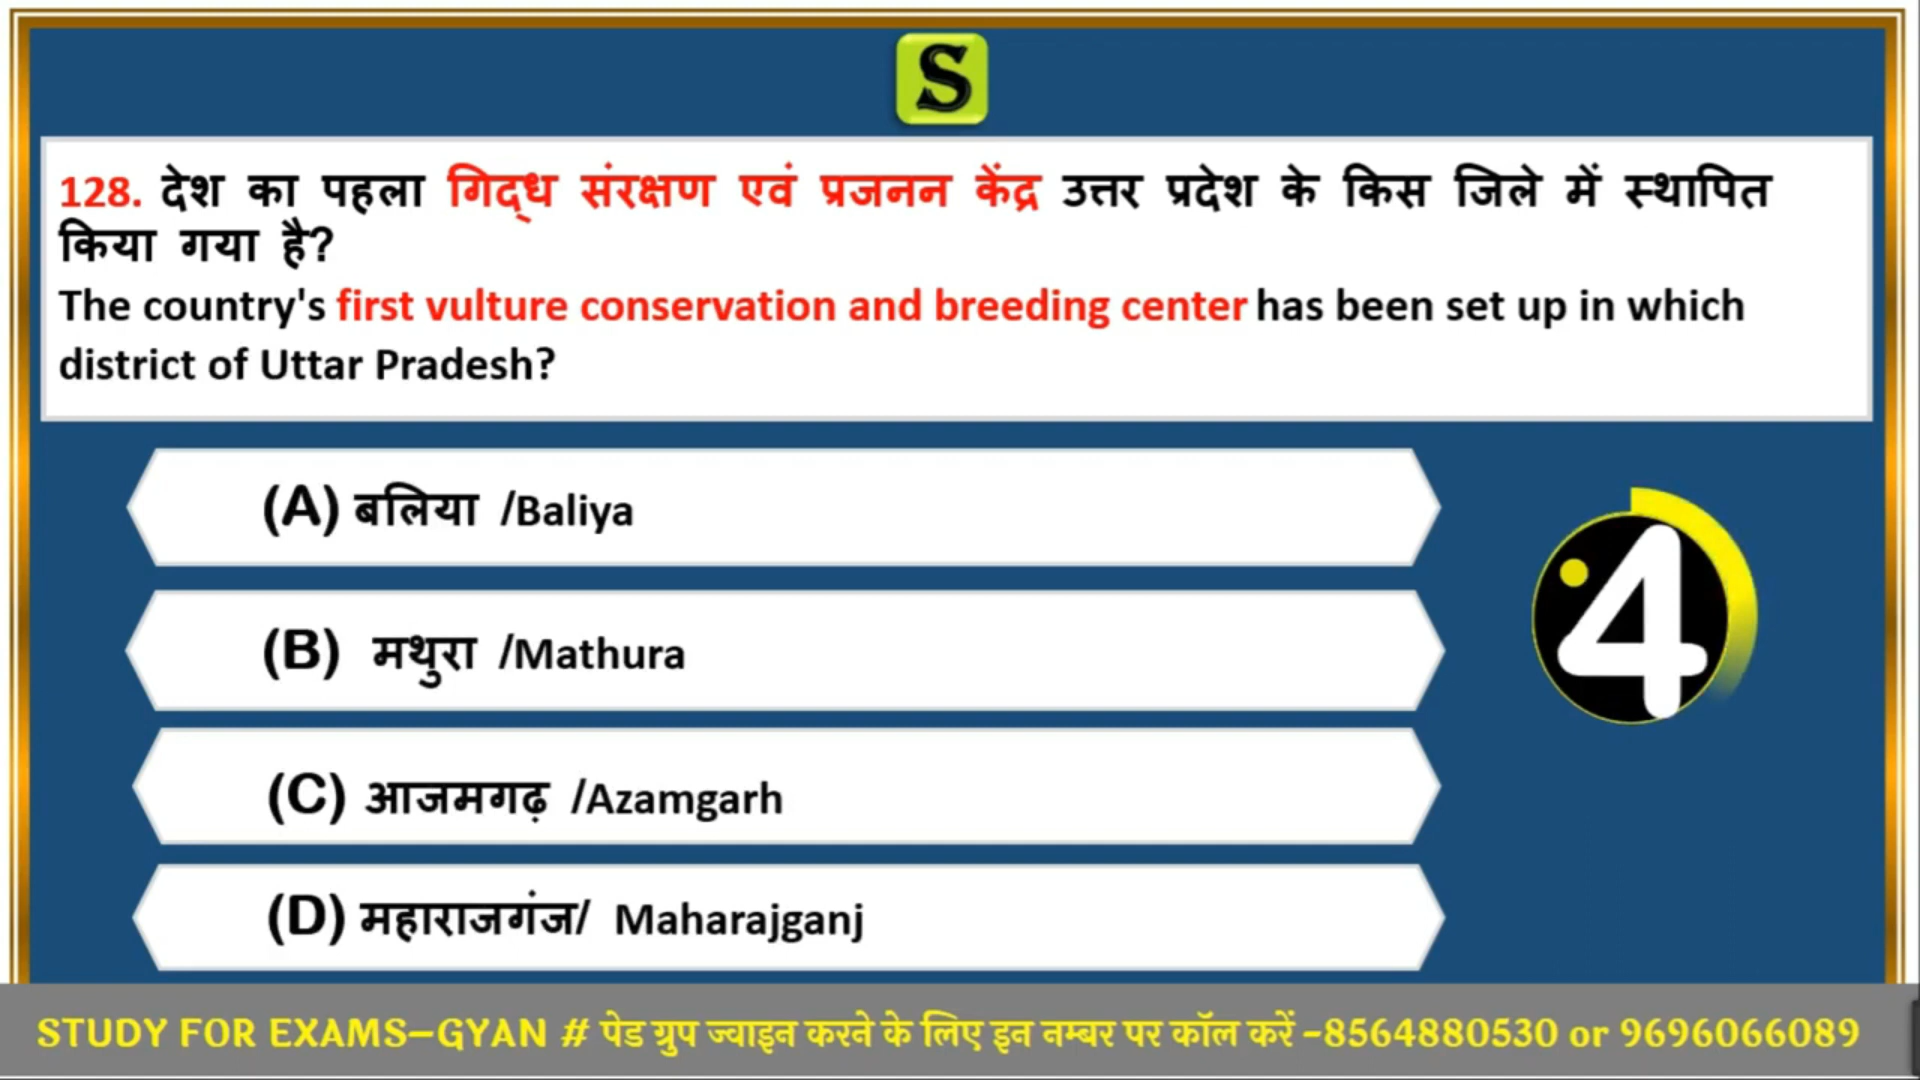 S
128. देश का पहला गिद्ध संरक्षण एवं प्रजनन केंद्र उत्तर प्रदेश के किस जिले में स्थापित
किया गया है?
The country's first vulture conservation and breeding center has been set up in which
district of Uttar Pradesh?
(A) बलिया /Baliya
(B) मथुरा /Mathura
4
(C) आजमगढ़ /Azamgarh
(D) महाराजगंज/ Maharajganj
STUDY FOR EXAMS-GYAN # पेड ग्रुप ज्वाइन करने के लिए इन नम्बर पर कॉल करें -8564880530 or 9696066089